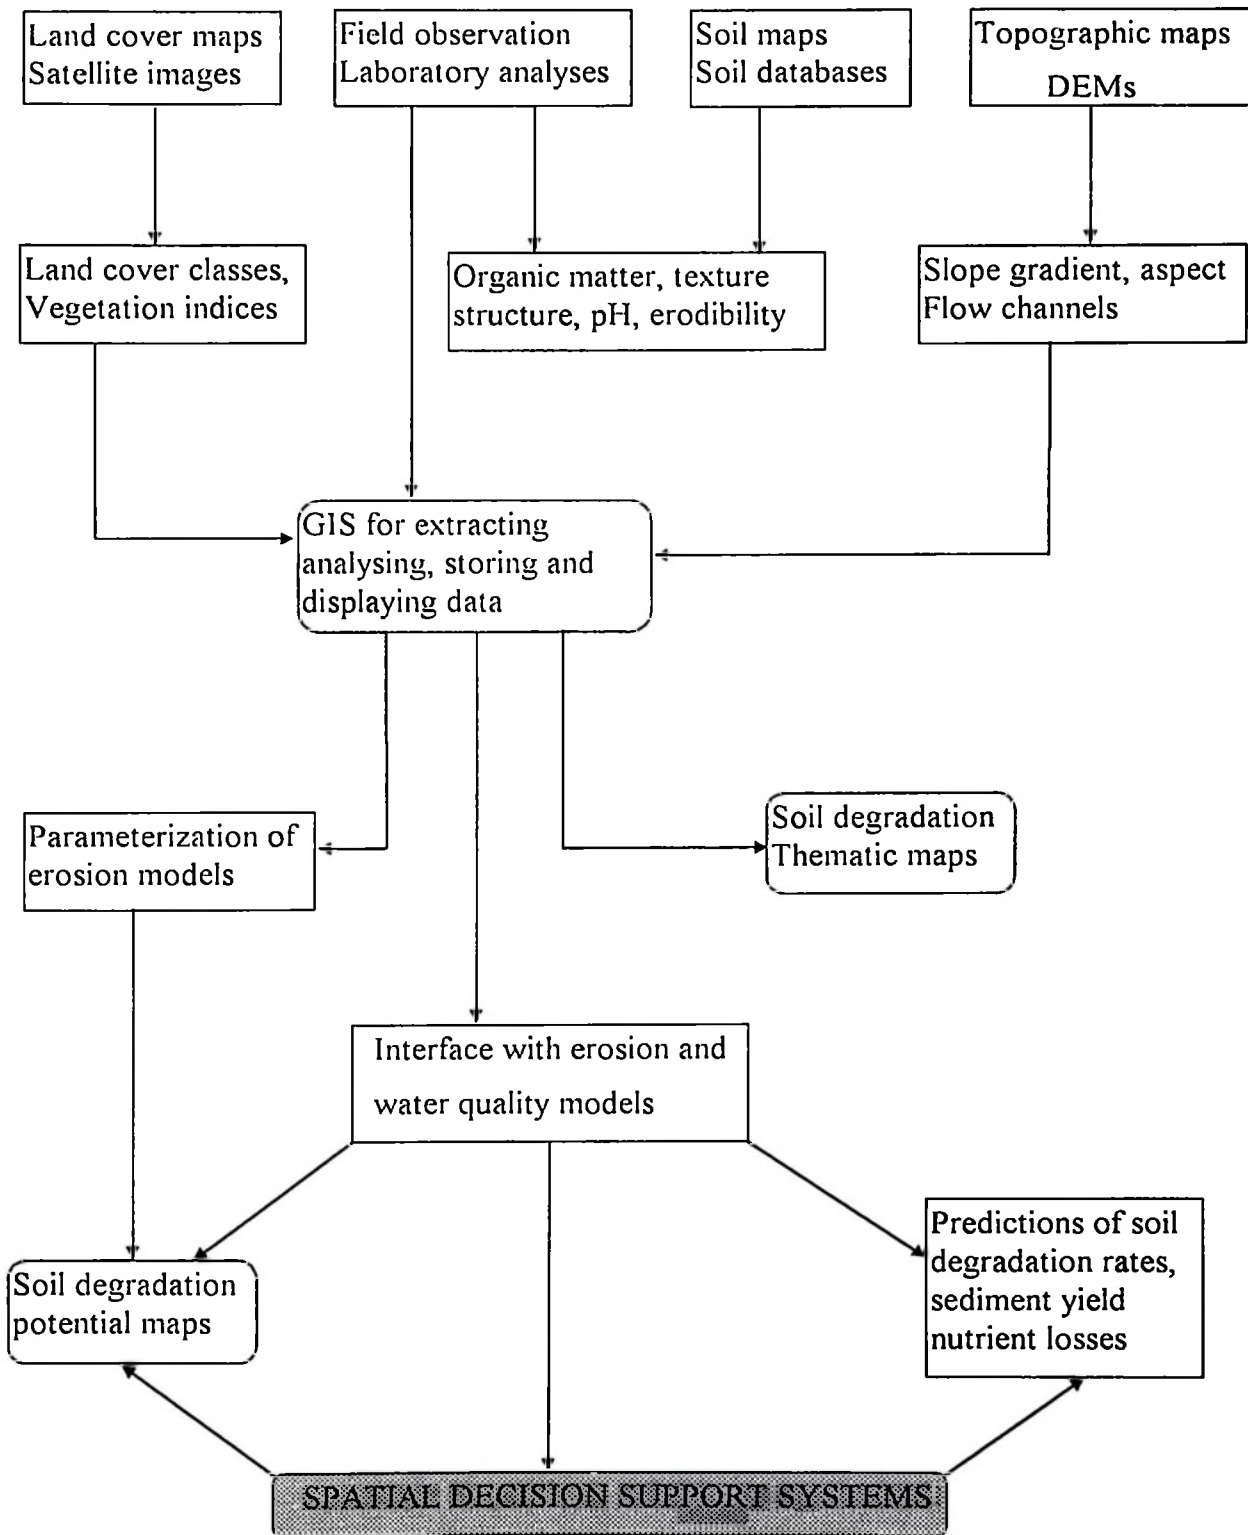 Land cover maps
Satellite images
Field observation
Laboratory analyses
Soil maps
Soil databases
Topographic maps
DEMs
Land cover classes,
Vegetation indices
Organic matter, texture
structure, pH, erodibility
Slope gradient, aspect
Flow channels
GIS for extracting
analysing, storing and
displaying data
Parameterization of
erosion models
Soil degradation
Thematic maps
Interface with erosion and
water quality models
Soil degradation
potential maps
Predictions of soil
degradation rates,
sediment yield
nutrient losses
SPATIAL DECISION SUPPORT SYSTEMS